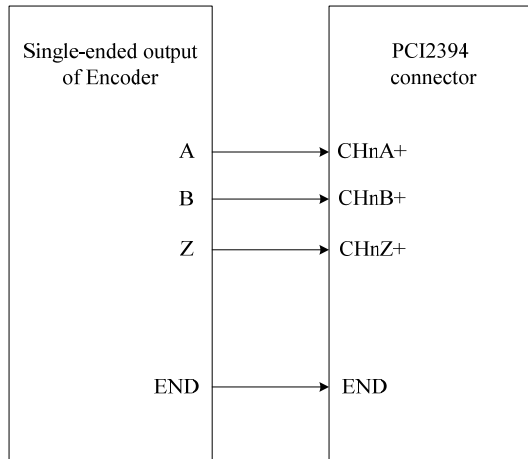 Single-ended output
of Encoder
PCI2394
connector
A
CHnA+
B
CHnB+
Z
CHnZ+
END
END